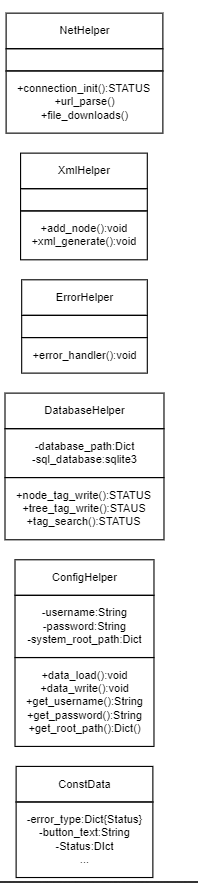 NetHelper
+connection_init():STATUS
+url_parse()
+file_downloads()
XmlHelper
+add_node():void
+xml_generate():void
ErrorHelper
+error_handler():void
DatabaseHelper
-database_path:Dict
-sql_database:sqlite3
+node_tag_write():STATUS
+tree_tag_write():STAUS
+tag_search():STATUS
ConfigHelper
-username:String
-password:String
-system_root_path:Dict
+data_load():void
+data_write():void
+get_username():String
+get_password():String
+get_root_path():Dict()
ConstData
-error_type:Dict{Status}
-button_text:String
-Status:DIct
...